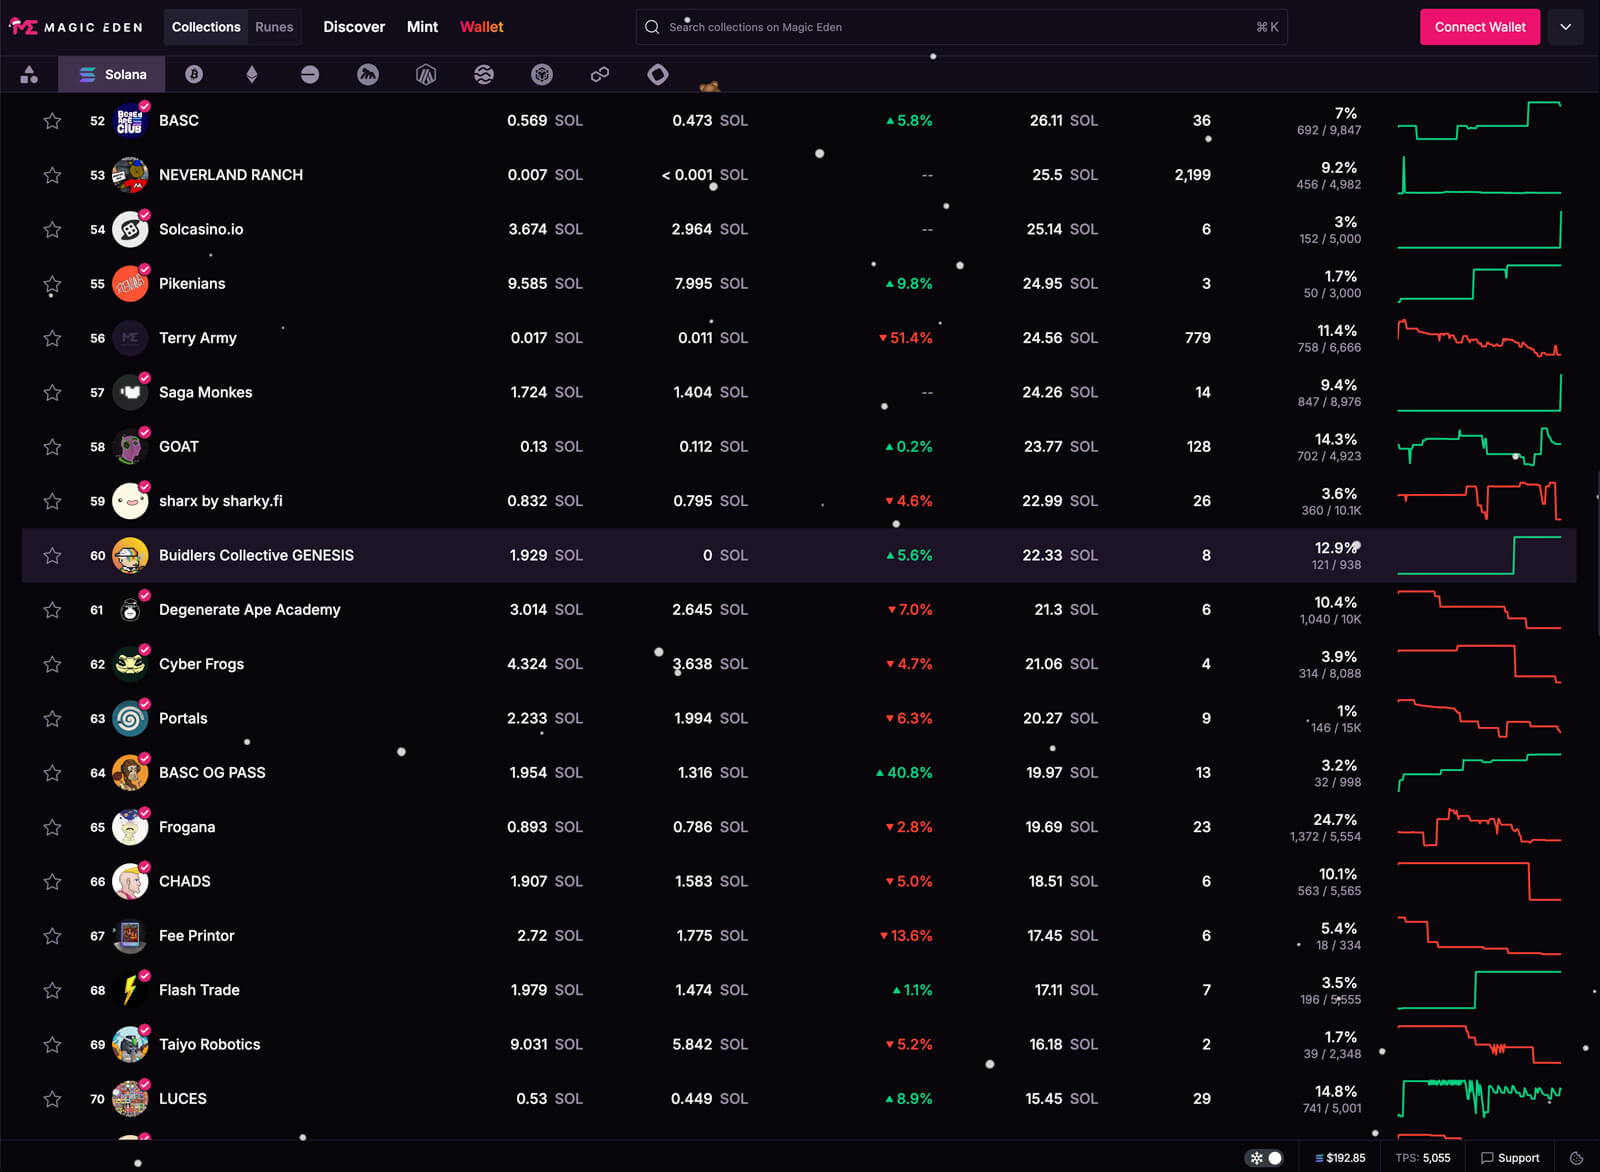 MAGIC EDEN Collections Runes Discover Mint Wallet Search collections on Magic Eden ⌘ K Connect Wallet
Solana
52 BASC 0.569 SOL 0.473 SOL ▲5.8% 26.11 SOL 36 7%
692 / 9,847
53 NEVERLAND RANCH 0.007 SOL < 0.001 SOL -- 25.5 SOL 2,199 9.2%
456 / 4,982
54 Solcasino.io 3.674 SOL 2.964 SOL -- 25.14 SOL 6 3%
152 / 5,000
55 Pikenians 9.585 SOL 7.995 SOL ▲9.8% 24.95 SOL 3 1.7%
50 / 3,000
56 Terry Army 0.017 SOL 0.011 SOL ▼51.4% 24.56 SOL 779 11.4%
758 / 6,666
57 Saga Monkes 1.724 SOL 1.404 SOL -- 24.26 SOL 14 9.4%
847 / 8,976
58 GOAT 0.13 SOL 0.112 SOL ▲0.2% 23.77 SOL 128 14.3%
702 / 4,923
59 sharx by sharky.fi 0.832 SOL 0.795 SOL ▼4.6% 22.99 SOL 26 3.6%
360 / 10.1K
60 Buidlers Collective GENESIS 1.929 SOL 0 SOL ▲5.6% 22.33 SOL 8 12.9%
121 / 938
61 Degenerate Ape Academy 3.014 SOL 2.645 SOL ▼7.0% 21.3 SOL 6 10.4%
1,040 / 10K
62 Cyber Frogs 4.324 SOL 3.638 SOL ▼4.7% 21.06 SOL 4 3.9%
314 / 8,088
63 Portals 2.233 SOL 1.994 SOL ▼6.3% 20.27 SOL 9 1%
146 / 15K
64 BASC OG PASS 1.954 SOL 1.316 SOL ▲40.8% 19.97 SOL 13 3.2%
32 / 998
65 Frogana 0.893 SOL 0.786 SOL ▼2.8% 19.69 SOL 23 24.7%
1,372 / 5,554
66 CHADS 1.907 SOL 1.583 SOL ▼5.0% 18.51 SOL 6 10.1%
563 / 5,565
67 Fee Printor 2.72 SOL 1.775 SOL ▼13.6% 17.45 SOL 6 5.4%
18 / 334
68 Flash Trade 1.979 SOL 1.474 SOL ▲1.1% 17.11 SOL 7 3.5%
196 / 5,555
69 Taiyo Robotics 9.031 SOL 5.842 SOL ▼5.2% 16.18 SOL 2 1.7%
39 / 2,348
70 LUCES 0.53 SOL 0.449 SOL ▲8.9% 15.45 SOL 29 14.8%
741 / 5,001
$192.85 TPS: 5,055 Support